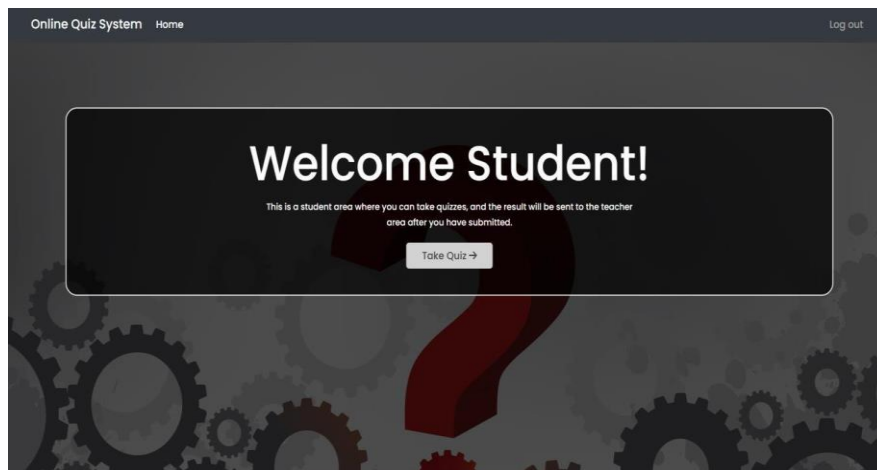 Online Quiz System Home Log out
Welcome Student!
This is a student area where you can take quizzes, and the result will be sent to the teacher
area after you have submitted.
Take Quiz →